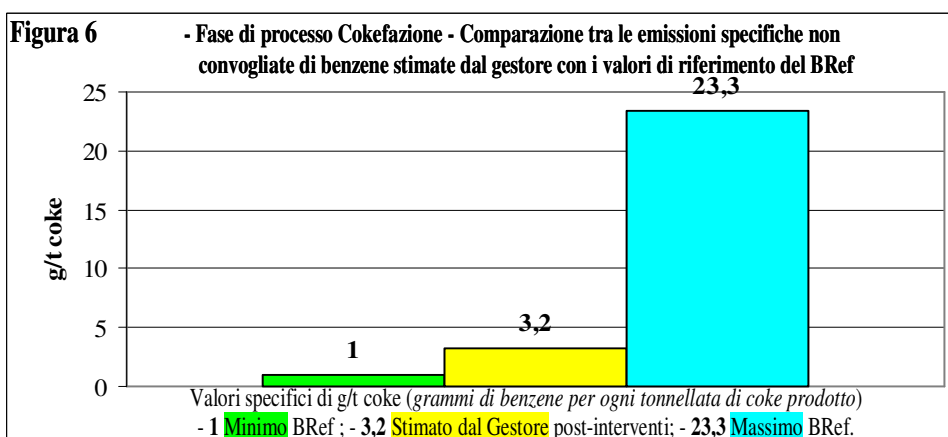 Figura 6 - Fase di processo Cokefazione - Comparazione tra le emissioni specifiche non
convogliate di benzene stimate dal gestore con i valori di riferimento del BRef
25
20
15
10
5
0
g/t coke
1
3,2
23,3
Valori specifici di g/t coke (grammi di benzene per ogni tonnellata di coke prodotto)
- 1 Minimo BRef ; - 3,2 Stimato dal Gestore post-interventi; - 23,3 Massimo BRef.